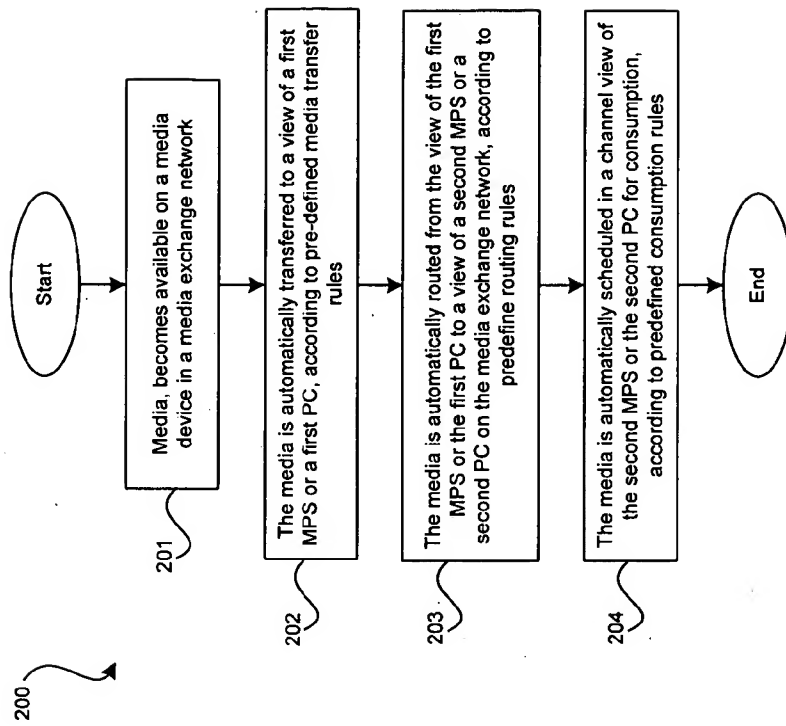 200
Start
Media, becomes available on a media
device in a media exchange network
201
The media is automatically transferred to a view of a first
MPS or a first PC, according to pre-defined media transfer
rules
202
The media is automatically routed from the view of the first
MPS or the first PC to a view of a second MPS or a
second PC on the media exchange network, according to
predefine routing rules
203
The media is automatically scheduled in a channel view of
the second MPS or the second PC for consumption,
according to predefined consumption rules
204
End